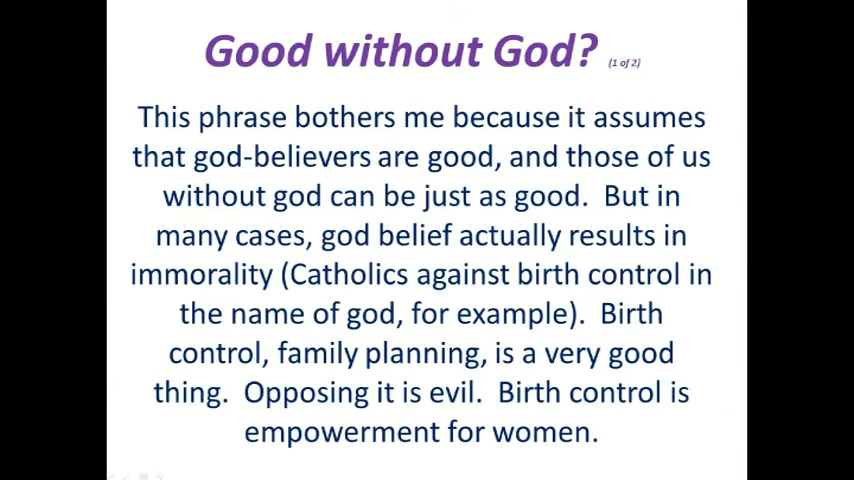 Good without God? (1 of 2)
This phrase bothers me because it assumes
that god-believers are good, and those of us
without god can be just as good.  But in
many cases, god belief actually results in
immorality (Catholics against birth control in
the name of god, for example).  Birth
control, family planning, is a very good
thing.  Opposing it is evil.  Birth control is
empowerment for women.